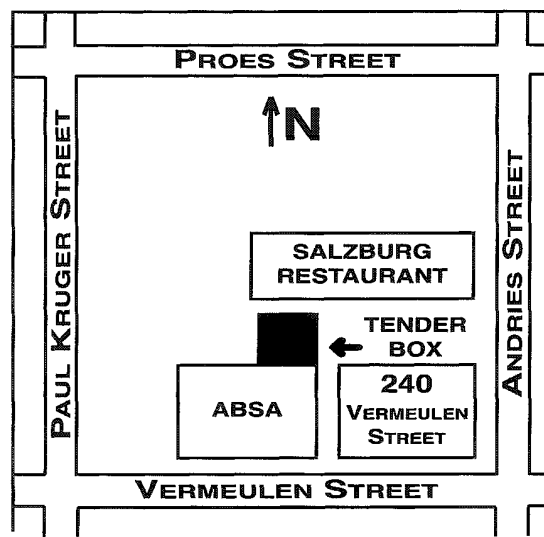 PROES STREET
N
PAUL KRUGER STREET
ANDRIES STREET
SALZBURG
RESTAURANT
TENDER
BOX
ABSA
240
VERMEULEN
STREET
VERMEULEN STREET